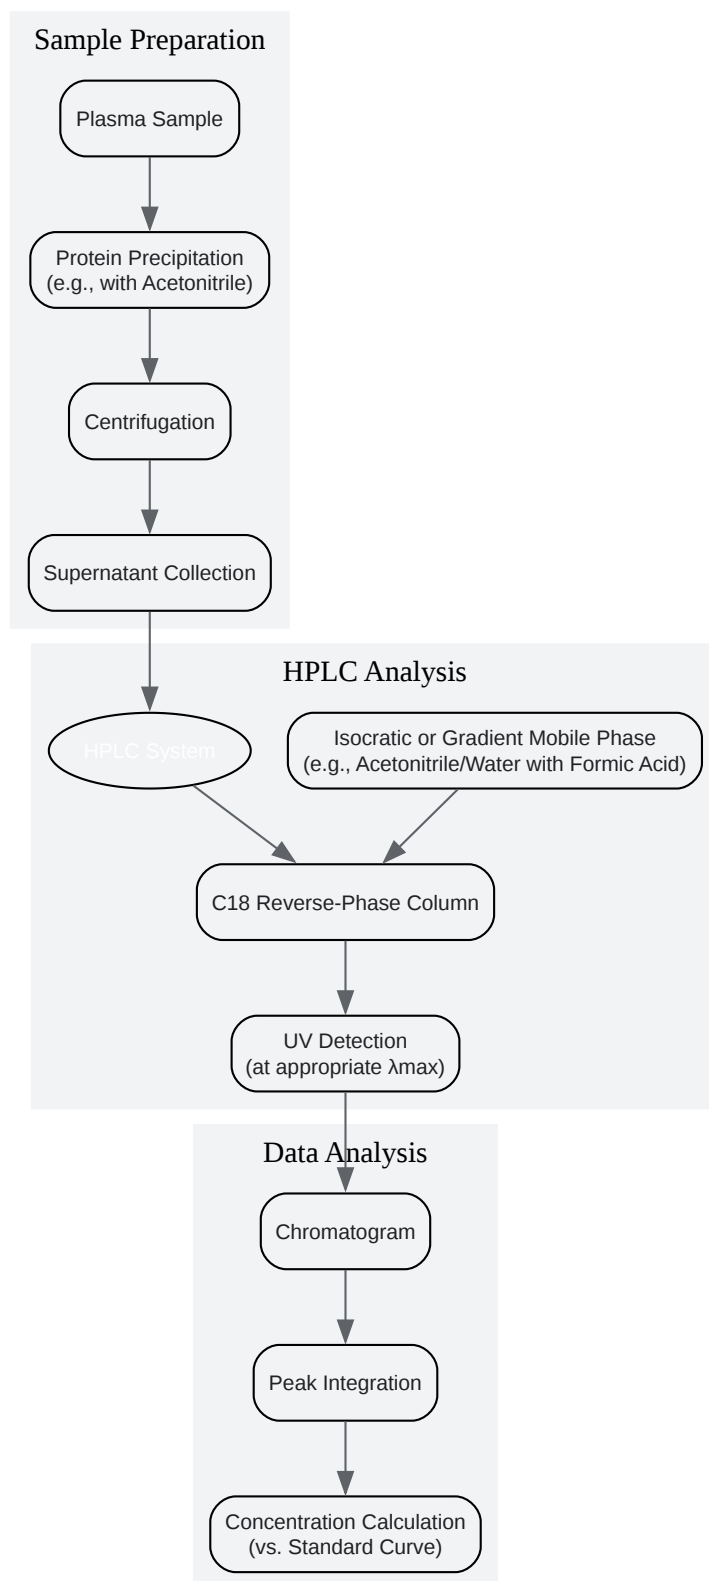 Sample Preparation
Plasma Sample
Protein Precipitation
(e.g., with Acetonitrile)
Centrifugation
Supernatant Collection
HPLC Analysis
HPLC System
Isocratic or Gradient Mobile Phase
(e.g., Acetonitrile/Water with Formic Acid)
C18 Reverse-Phase Column
UV Detection
(at appropriate λmax)
Data Analysis
Chromatogram
Peak Integration
Concentration Calculation
(vs. Standard Curve)